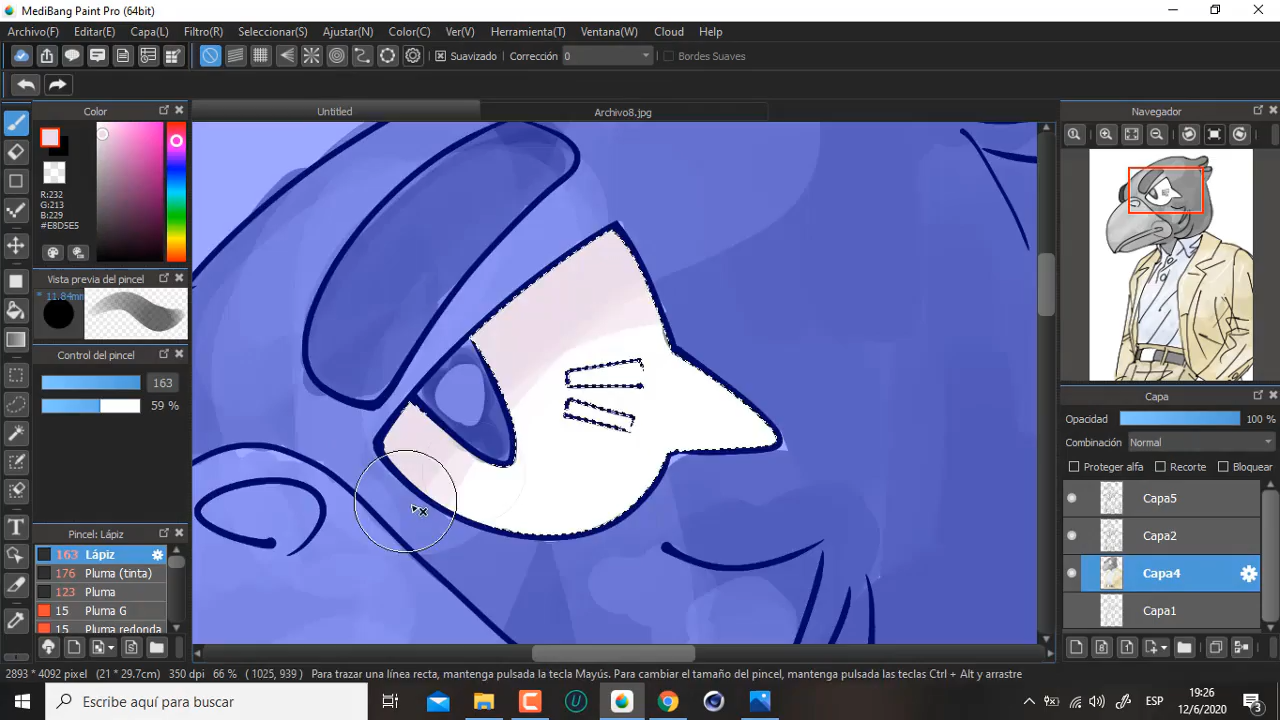 MediBang Paint Pro (64bit)
Archivo(F) Editar(E) Capa(L) Filtro(R) Seleccionar(S) Ajustar(N) Color(C) Ver(V) Herramienta(T) Ventana(W) Cloud Help
Suavizado Corrección 0 Bordes Suaves
Color Untitled Archivo8.jpg Navegador
R:232
G:213
B:229
#E8D5E5
Vista previa del pincel
* 11.84mm
Control del pincel
163
59 %
Pincel: Lápiz
163 Lápiz
176 Pluma (tinta)
123 Pluma
15 Pluma G
15 Pluma redonda
Capa
Opacidad 100 %
Combinación Normal
Proteger alfa Recorte Bloquear
Capa5
Capa2
Capa4
Capa1
2893 * 4092 pixel (21 * 29.7cm) 350 dpi 66 % (1025, 939) Para trazar una línea recta, mantenga pulsada la tecla Mayús. Para cambiar el tamaño del pincel, mantenga pulsadas las teclas Ctrl + Alt y arrastre
Escribe aquí para buscar
ESP
19:26
12/6/2020
3